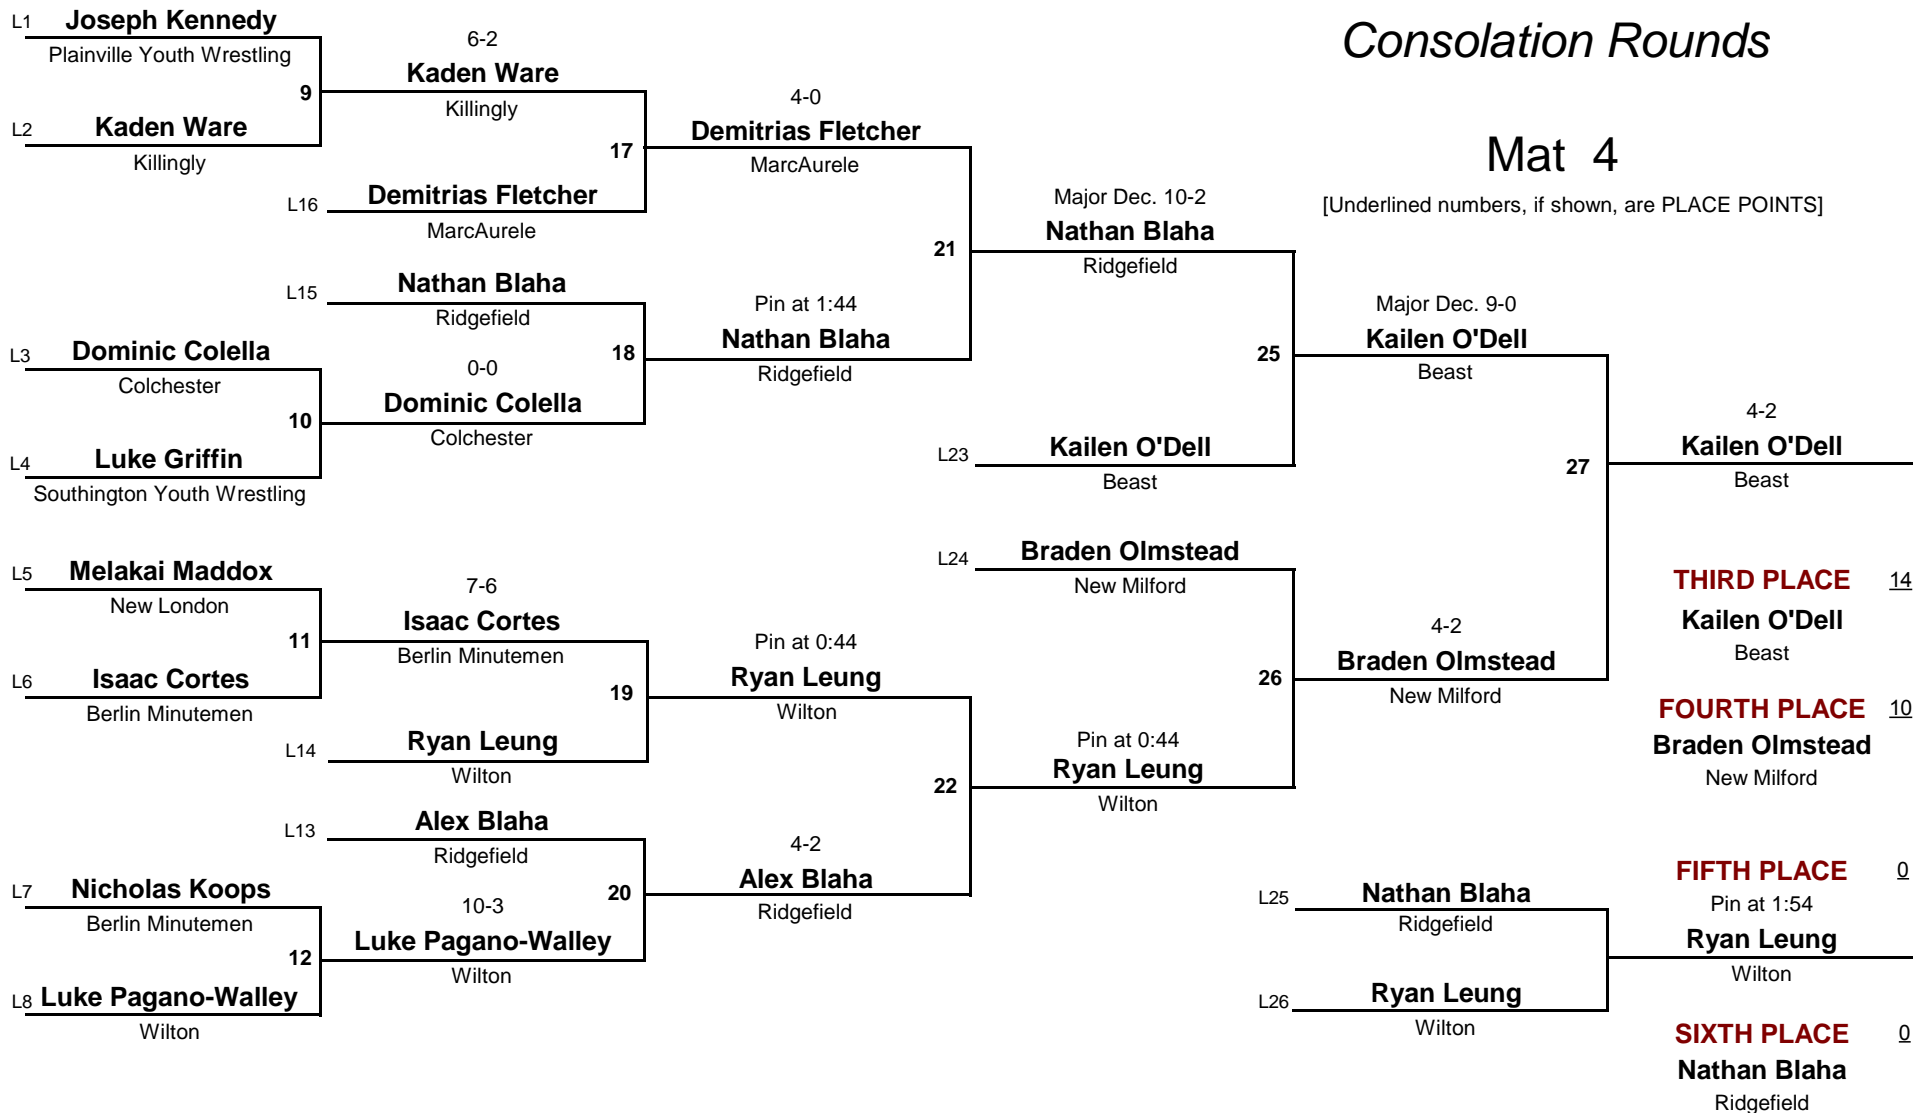 Consolation Rounds
Mat 4
[Underlined numbers, if shown, are PLACE POINTS]
L1 Joseph Kennedy
Plainville Youth Wrestling
9
L2 Kaden Ware
Killingly
L3 Dominic Colella
Colchester
10
L4 Luke Griffin
Southington Youth Wrestling
L5 Melakai Maddox
New London
11
L6 Isaac Cortes
Berlin Minutemen
L7 Nicholas Koops
Berlin Minutemen
12
L8 Luke Pagano-Walley
Wilton
6-2
Kaden Ware
Killingly
17
L16 Demitrias Fletcher
MarcAurele
L15 Nathan Blaha
Ridgefield
18
0-0
Dominic Colella
Colchester
7-6
Isaac Cortes
Berlin Minutemen
19
L14 Ryan Leung
Wilton
L13 Alex Blaha
Ridgefield
20
10-3
Luke Pagano-Walley
Wilton
4-0
Demitrias Fletcher
MarcAurele
21
Pin at 1:44
Nathan Blaha
Ridgefield
Pin at 0:44
Ryan Leung
Wilton
22
4-2
Alex Blaha
Ridgefield
Major Dec. 10-2
Nathan Blaha
Ridgefield
25
L23 Kailen O'Dell
Beast
L24 Braden Olmstead
New Milford
26
Pin at 0:44
Ryan Leung
Wilton
Major Dec. 9-0
Kailen O'Dell
Beast
27
4-2
Braden Olmstead
New Milford
4-2
Kailen O'Dell
Beast
THIRD PLACE 14
Kailen O'Dell
Beast
FOURTH PLACE 10
Braden Olmstead
New Milford
L25 Nathan Blaha
Ridgefield
L26 Ryan Leung
Wilton
FIFTH PLACE 0
Pin at 1:54
Ryan Leung
Wilton
SIXTH PLACE 0
Nathan Blaha
Ridgefield